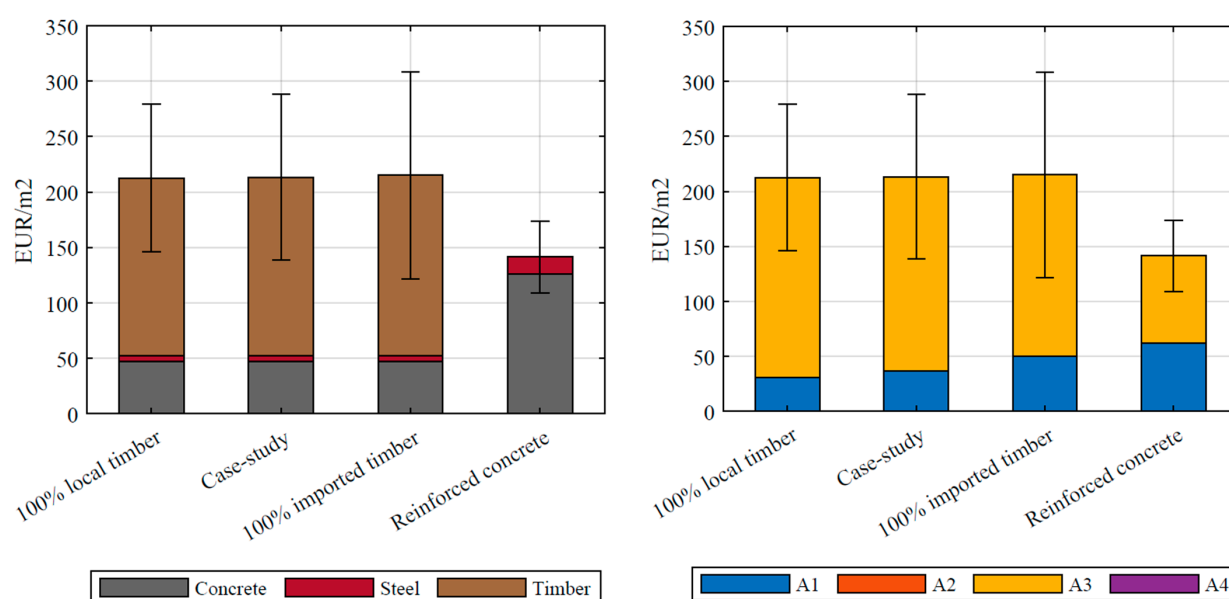 350
300
250
200
150
100
50
0
EUR/m2
100% local timber
Case-study
100% imported timber
Reinforced concrete
Concrete
Steel
Timber
350
300
250
200
150
100
50
0
EUR/m2
100% local timber
Case-study
100% imported timber
Reinforced concrete
A1
A2
A3
A4